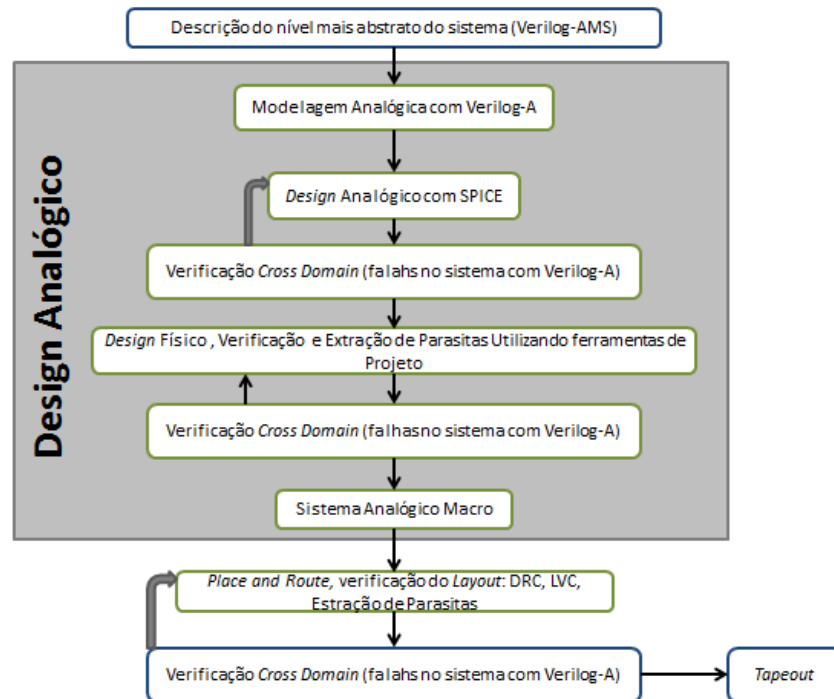 Descrição do nível mais abstrato do sistema (Verilog-AMS)
Design Analógico
Modelagem Analógica com Verilog-A
Design Analógico com SPICE
Verificação Cross Domain (falahs no sistema com Verilog-A)
Design Físico , Verificação e Extração de Parasitas Utilizando ferramentas de
Projeto
Verificação Cross Domain (falhas no sistema com Verilog-A)
Sistema Analógico Macro
Place and Route, verificação do Layout: DRC, LVC,
Estração de Parasitas
Verificação Cross Domain (falahs no sistema com Verilog-A)
Tapeout